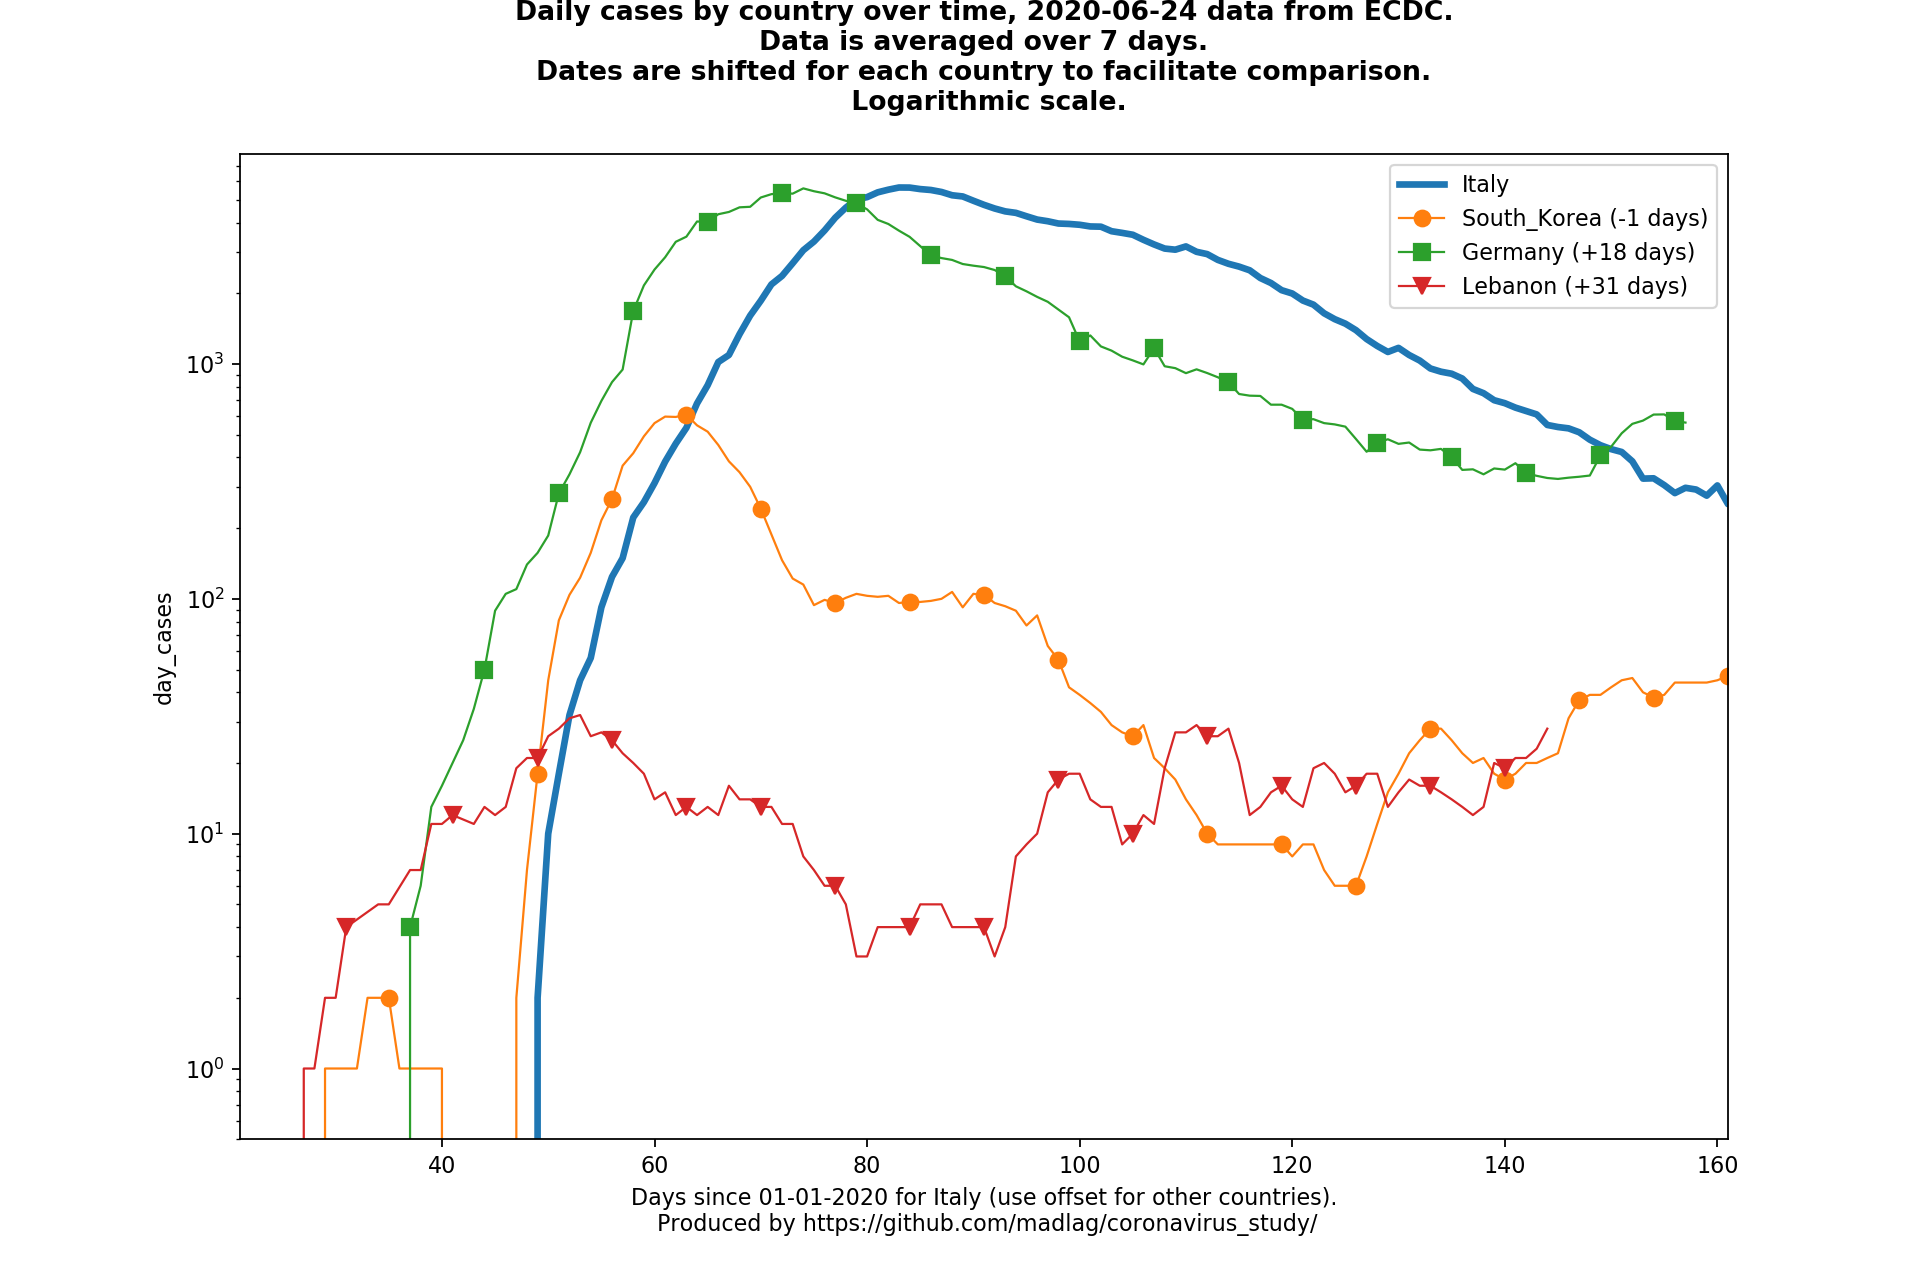 Daily cases by country over time, 2020-06-24 data from ECDC.
Data is averaged over 7 days.
Dates are shifted for each country to facilitate comparison.
Logarithmic scale.
Italy
South_Korea (-1 days)
Germany (+18 days)
Lebanon (+31 days)
day_cases
10³
10²
10¹
10⁰
40 60 80 100 120 140 160
Days since 01-01-2020 for Italy (use offset for other countries).
Produced by https://github.com/madlag/coronavirus_study/